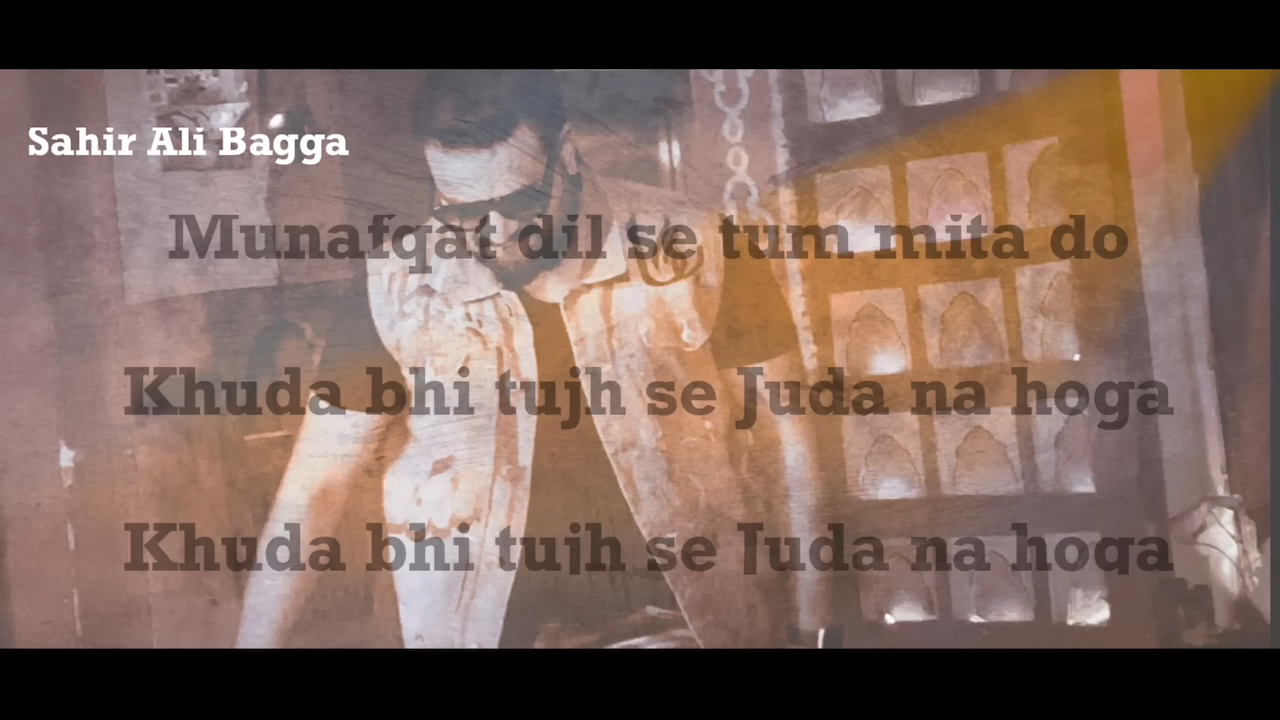 Sahir Ali Bagga
Munafqat dil se tum mita do
Khuda bhi tujh se Juda na hoga
Khuda bhi tujh se Juda na hoga